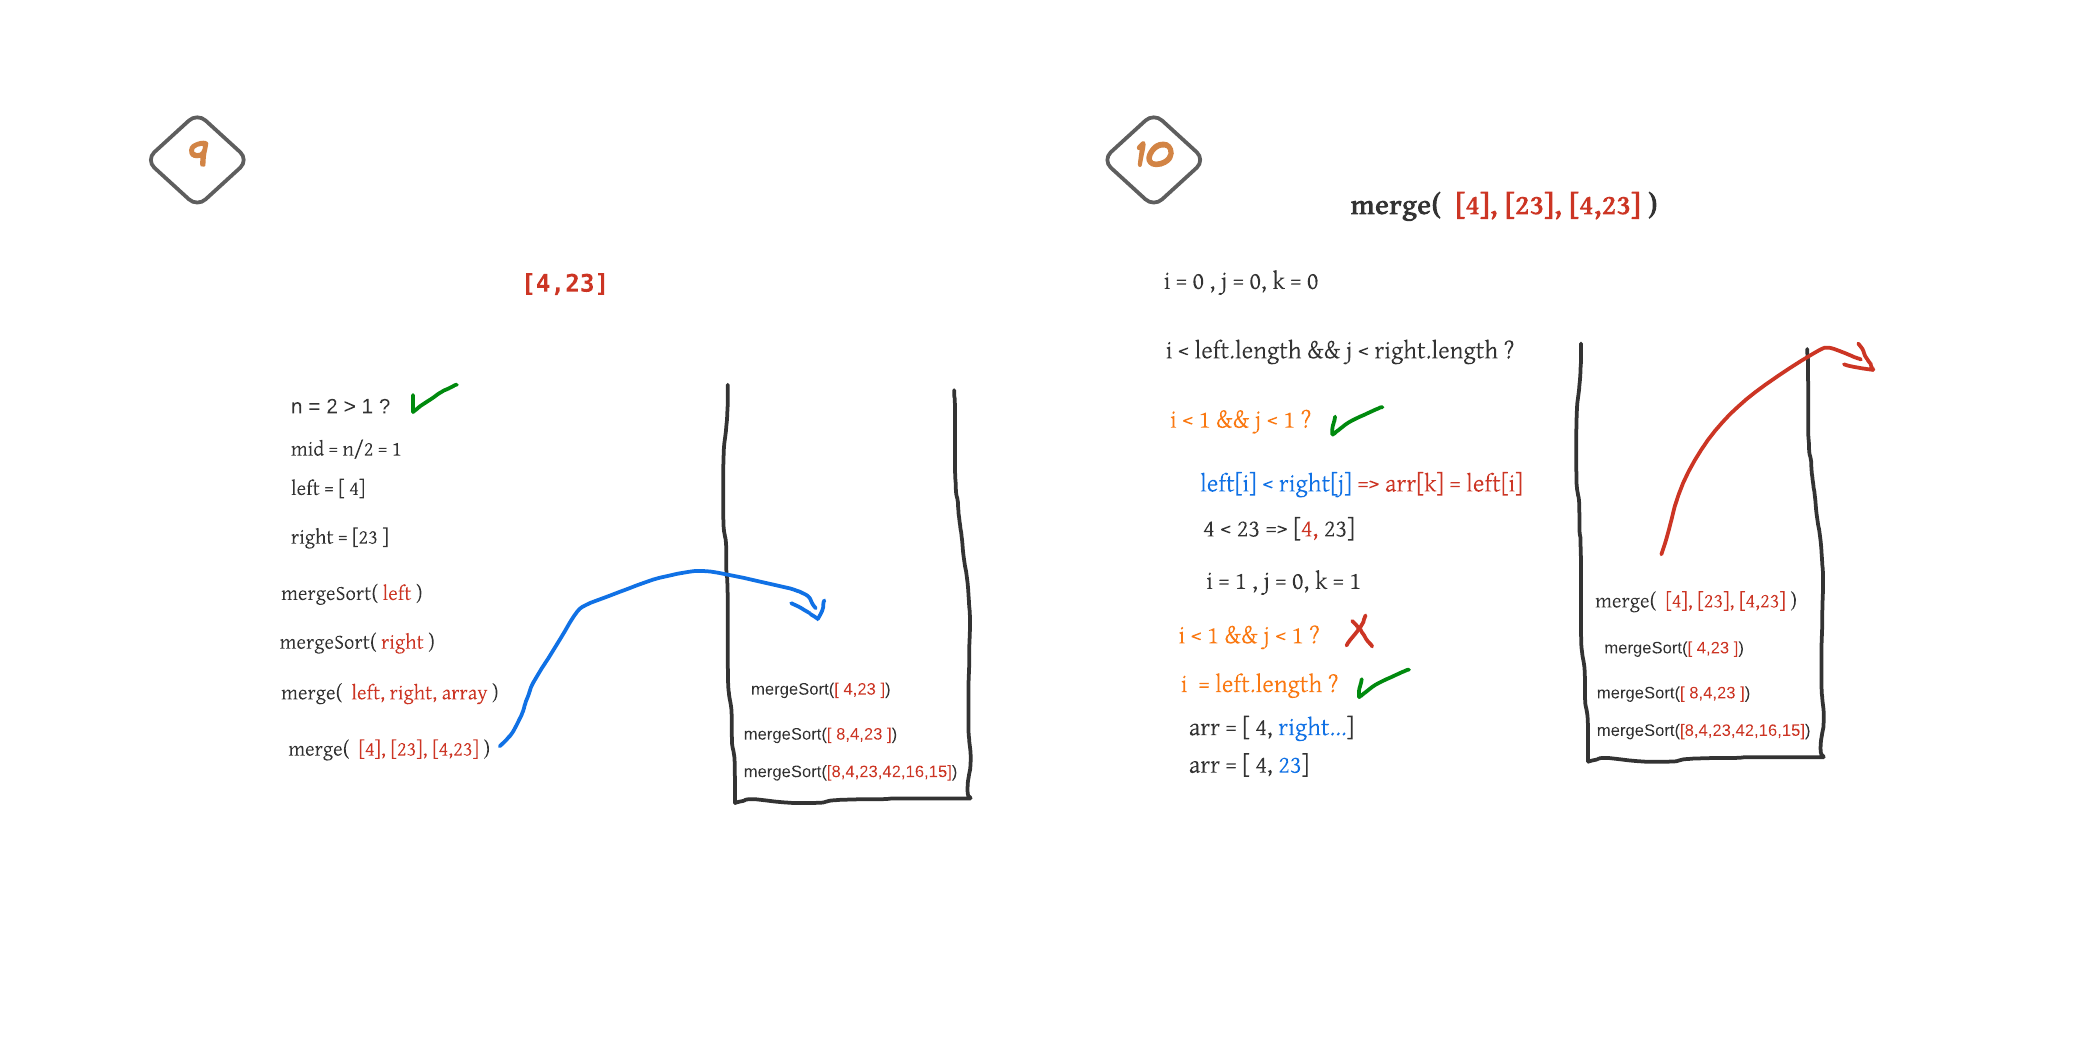 9
[4,23]
n = 2 > 1 ?
mid = n/2 = 1
left = [ 4]
right = [23 ]
mergeSort( left )
mergeSort( right )
merge( left, right, array )
merge( [4], [23], [4,23] )
mergeSort([ 4,23 ])
mergeSort([ 8,4,23 ])
mergeSort([8,4,23,42,16,15])
10
merge( [4], [23], [4,23] )
i = 0 , j = 0, k = 0
i < left.length && j < right.length ?
i < 1 && j < 1 ?
left[i] < right[j] => arr[k] = left[i]
4 < 23 => [4, 23]
i = 1 , j = 0, k = 1
i < 1 && j < 1 ?
i = left.length ?
arr = [ 4, right...]
arr = [ 4, 23]
merge( [4], [23], [4,23] )
mergeSort([ 4,23 ])
mergeSort([ 8,4,23 ])
mergeSort([8,4,23,42,16,15])